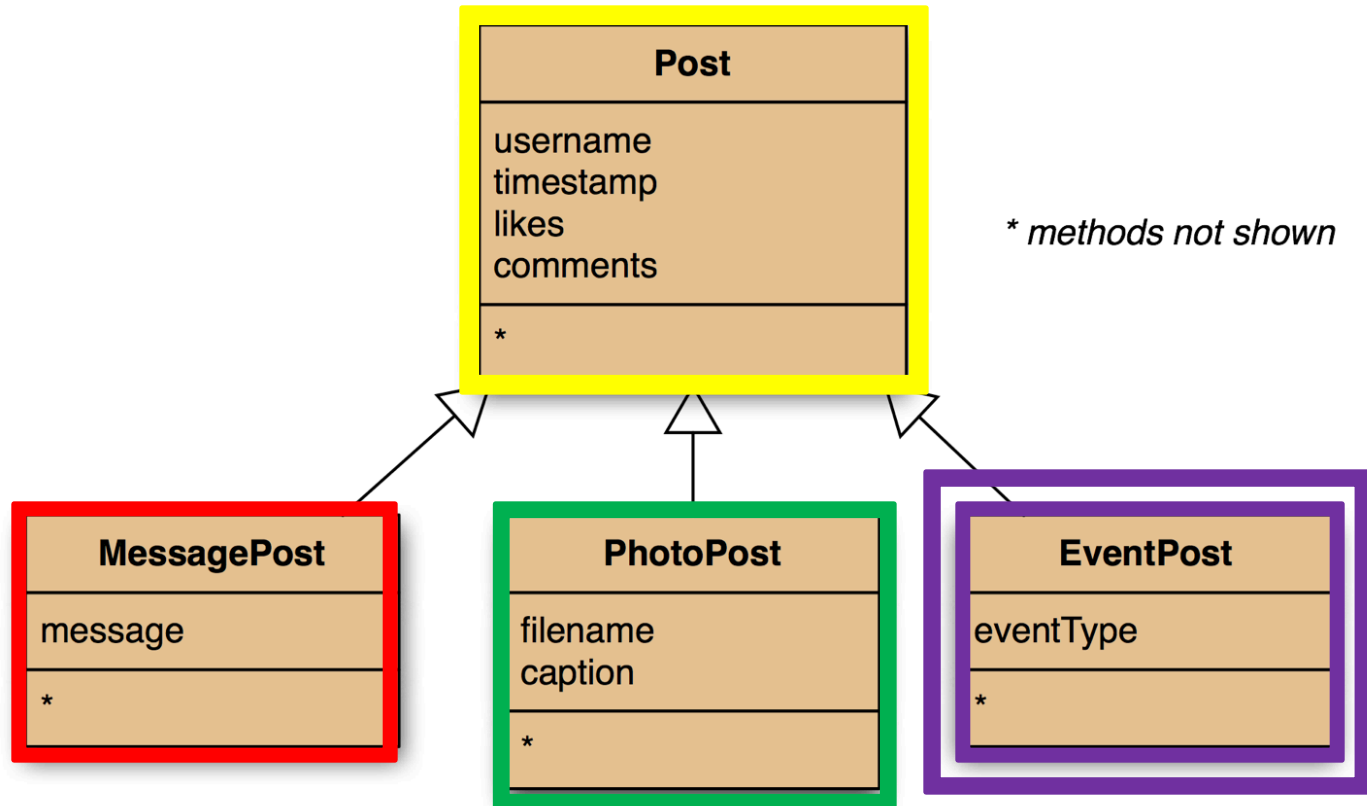 Post
username
timestamp
likes
comments
*
* methods not shown
MessagePost
message
*
PhotoPost
filename
caption
*
EventPost
eventType
*